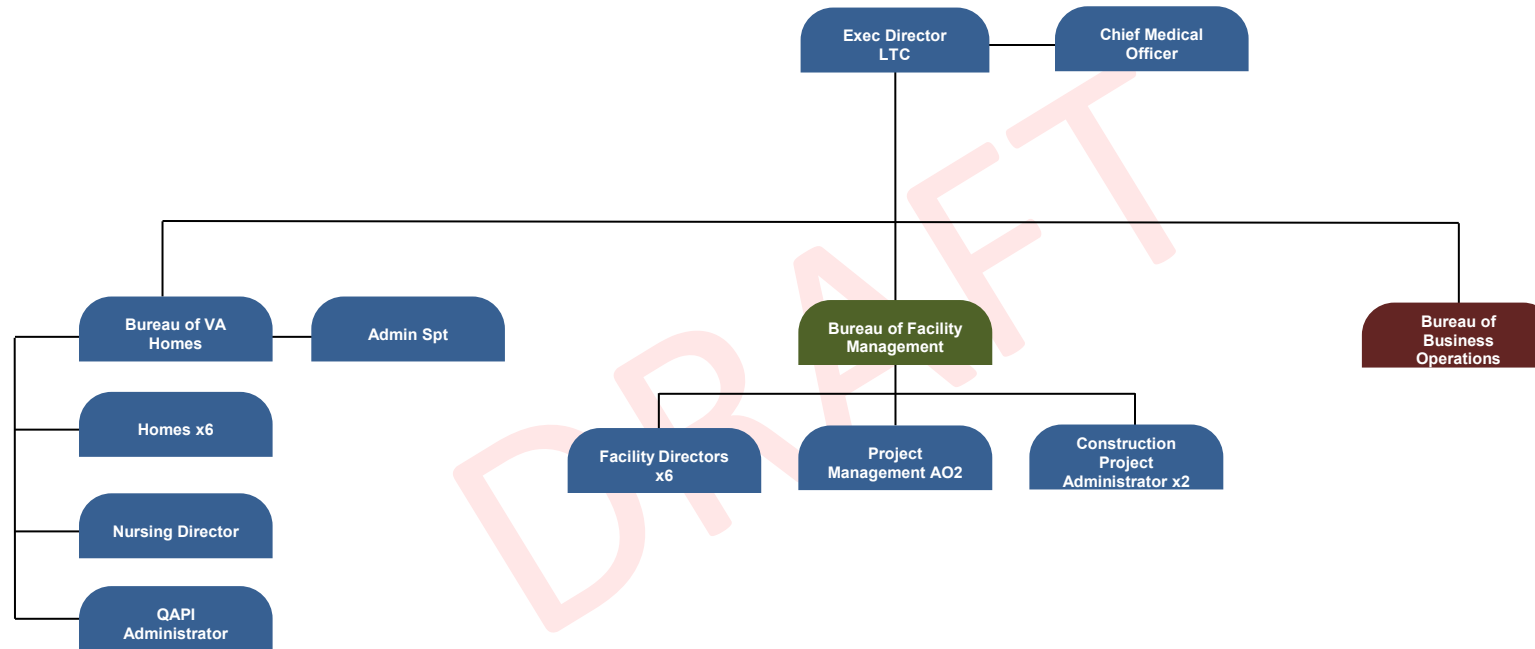 Exec Director
LTC
Chief Medical
Officer
Bureau of VA
Homes
Admin Spt
Bureau of Facility
Management
Bureau of
Business
Operations
Homes x6
Facility Directors
x6
Project
Management AO2
Construction
Project
Administrator x2
Nursing Director
QAPI
Administrator
DRAFT